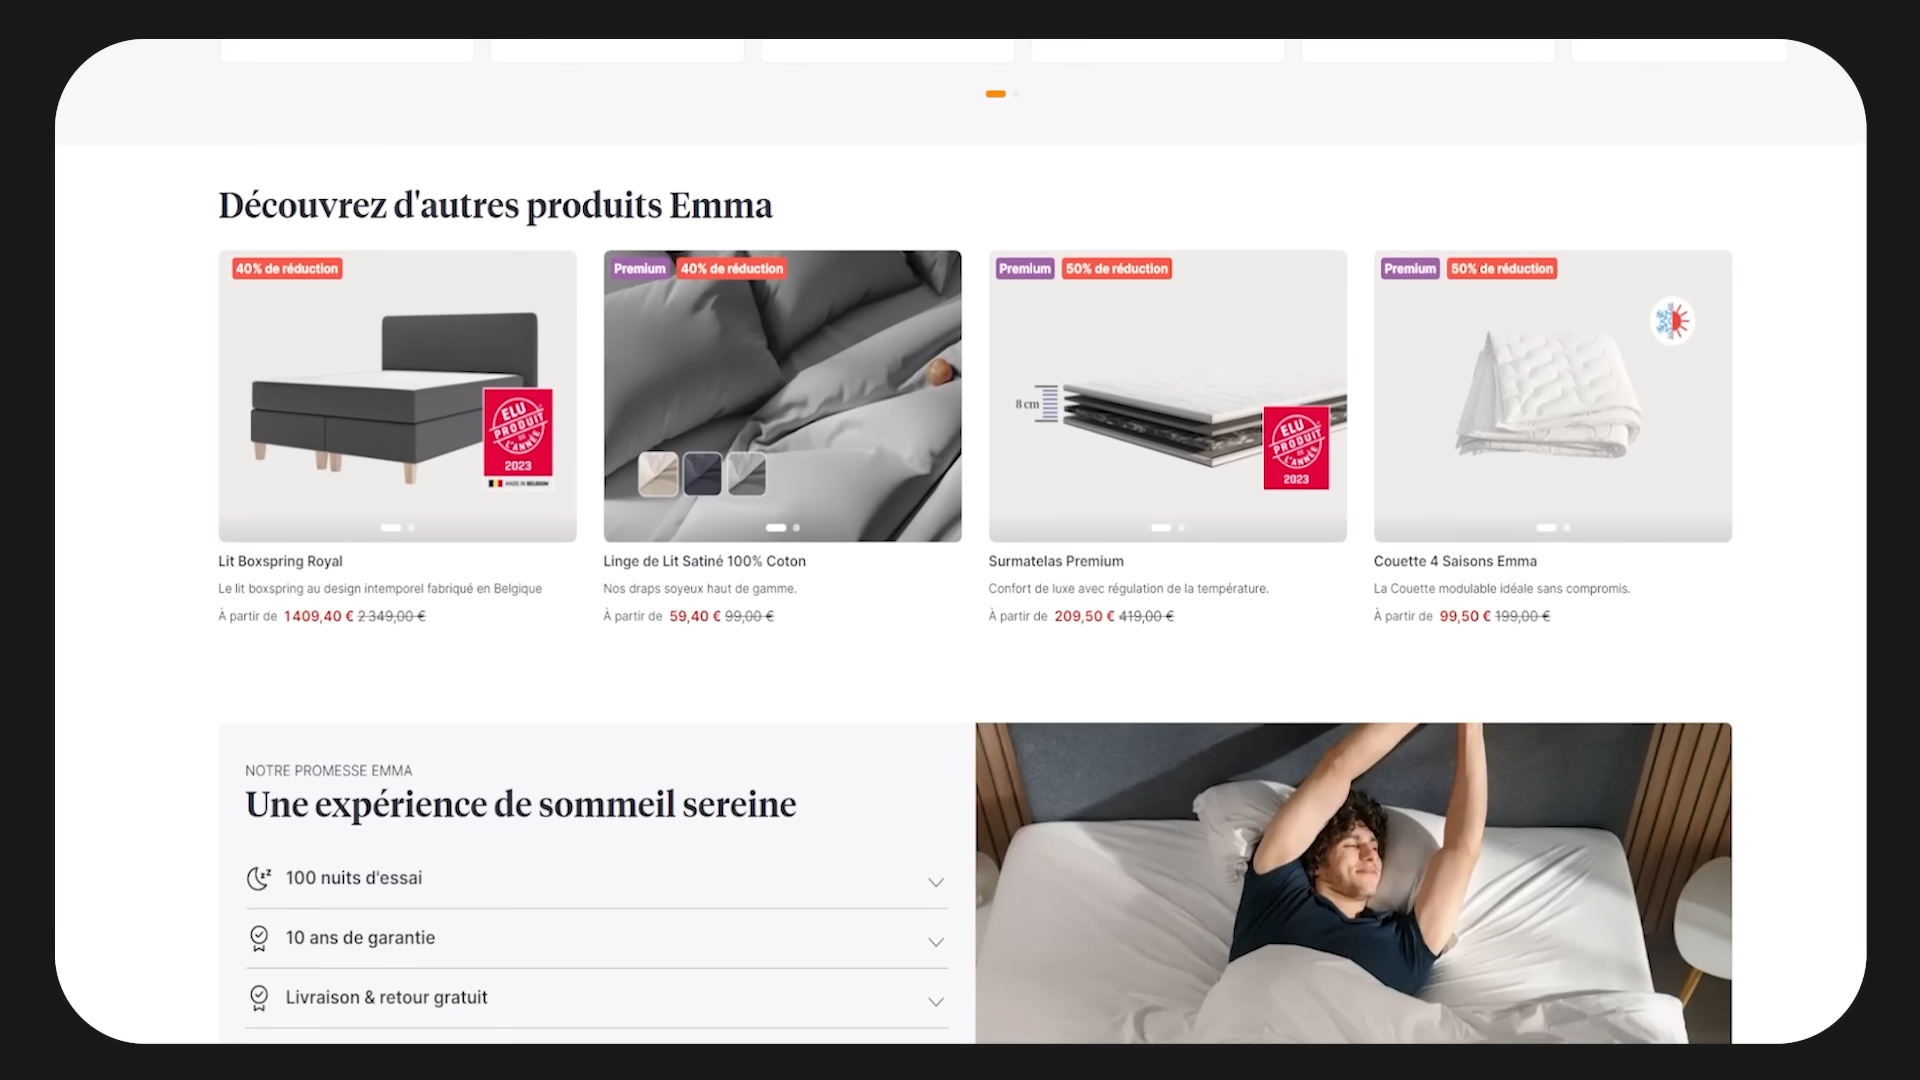 Découvrez d'autres produits Emma
40% de réduction
Premium 40% de réduction
Premium 50% de réduction
Premium 50% de réduction
8 cm
ELU
PRODUIT
DE
L'ANNÉE
2023
MADE IN BELGIUM
ELU
PRODUIT
DE
L'ANNÉE
2023
Lit Boxspring Royal
Le lit boxspring au design intemporel fabriqué en Belgique
À partir de 1 409,40 € 2 349,00 €
Linge de Lit Satiné 100% Coton
Nos draps soyeux haut de gamme.
À partir de 59,40 € 99,00 €
Surmatelas Premium
Confort de luxe avec régulation de la température.
À partir de 209,50 € 419,00 €
Couette 4 Saisons Emma
La Couette modulable idéale sans compromis.
À partir de 99,50 € 199,00 €
NOTRE PROMESSE EMMA
Une expérience de sommeil sereine
100 nuits d'essai
10 ans de garantie
Livraison & retour gratuit